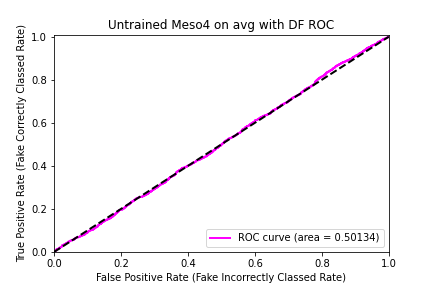 Untrained Meso4 on avg with DF ROC
True Positive Rate (Fake Correctly Classed Rate)
1.0
0.8
0.6
0.4
0.2
0.0
ROC curve (area = 0.50134)
0.0 0.2 0.4 0.6 0.8 1.0
False Positive Rate (Fake Incorrectly Classed Rate)